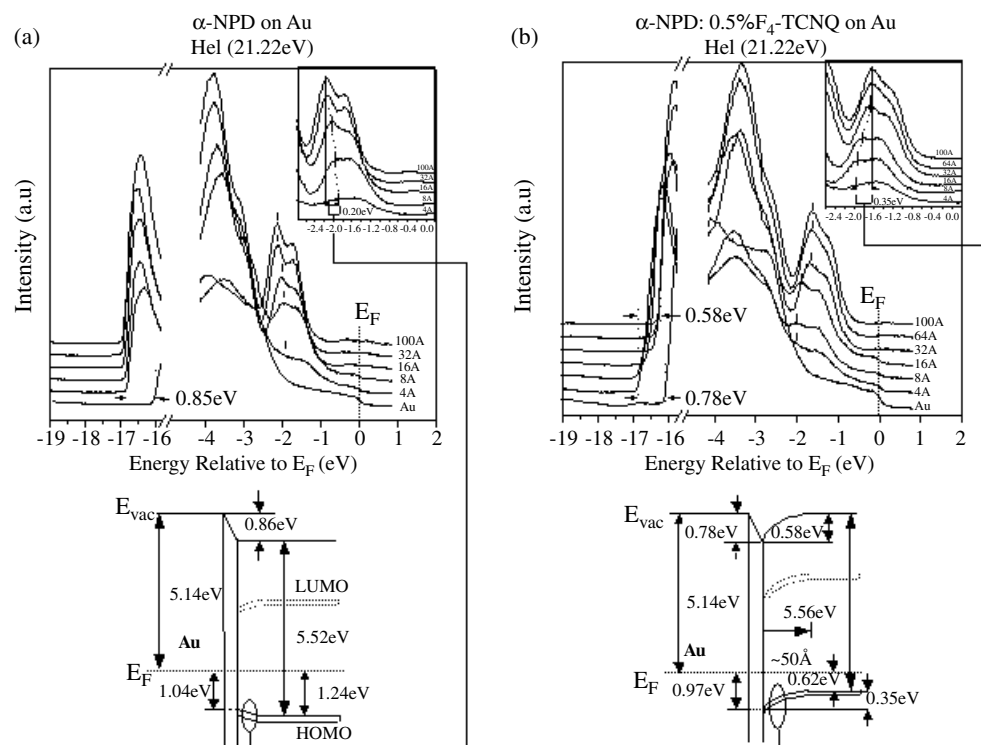 (a)
α-NPD on Au
HeI (21.22eV)
Intensity (a.u)
100A
32A
16A
8A
4A
0.20eV
-2.4 -2.0 -1.6 -1.2 -0.8 -0.4 0.0
E_F
100A
32A
16A
8A
4A
Au
0.85eV
-19 -18 -17 -16 -4 -3 -2 -1 0 1 2
Energy Relative to E_F (eV)
E_vac
0.86eV
5.14eV
LUMO
Au
5.52eV
E_F
1.04eV
1.24eV
HOMO
(b)
α-NPD: 0.5%F₄-TCNQ on Au
HeI (21.22eV)
Intensity (a.u)
100A
64A
32A
16A
8A
4A
0.35eV
-2.4 -2.0 -1.6 -1.2 -0.8 -0.4 0.0
E_F
0.58eV
100A
64A
32A
16A
8A
4A
Au
0.78eV
-19 -18 -17 -16 -4 -3 -2 -1 0 1 2
Energy Relative to E_F (eV)
E_vac
0.78eV
0.58eV
5.14eV
5.56eV
Au
~50Å
E_F
0.62eV
0.97eV
0.35eV